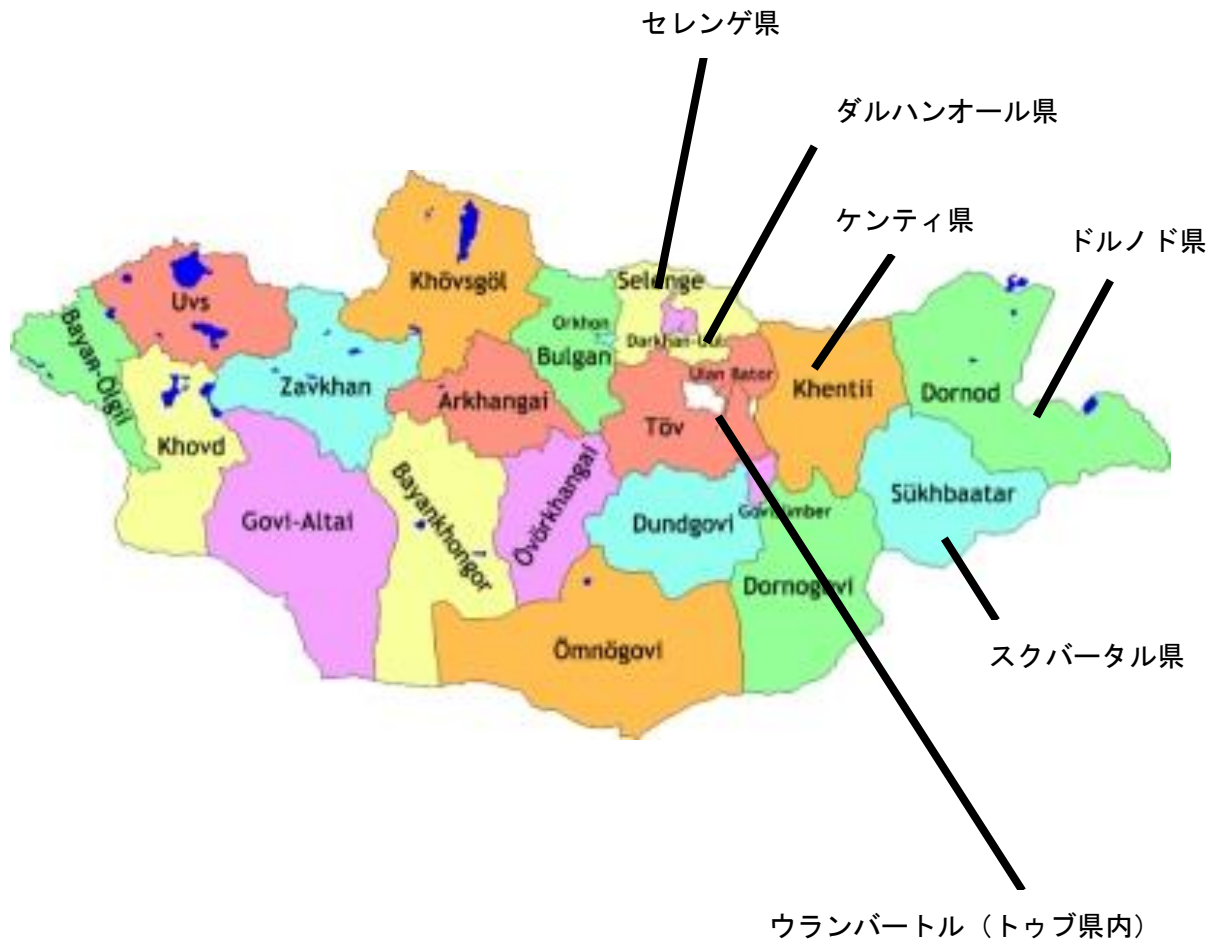 セレンゲ県
ダルハンオール県
ケンティ県
ドルノド県
Khövsgöl
Selenge
Uvs
Bayan-Ölgii
Orkhon
Darkhan-Uul
Bulgan
Ulan Bator
Zavkhan
Arkhangai
Khentii
Dornod
Töv
Khovd
Bayankhongor
Övörkhangai
Sükhbaatar
Govi-Altai
Dundgovi
Govisümber
Dornogovi
Ömnögovi
スクバータル県
ウランバートル（トゥブ県内）